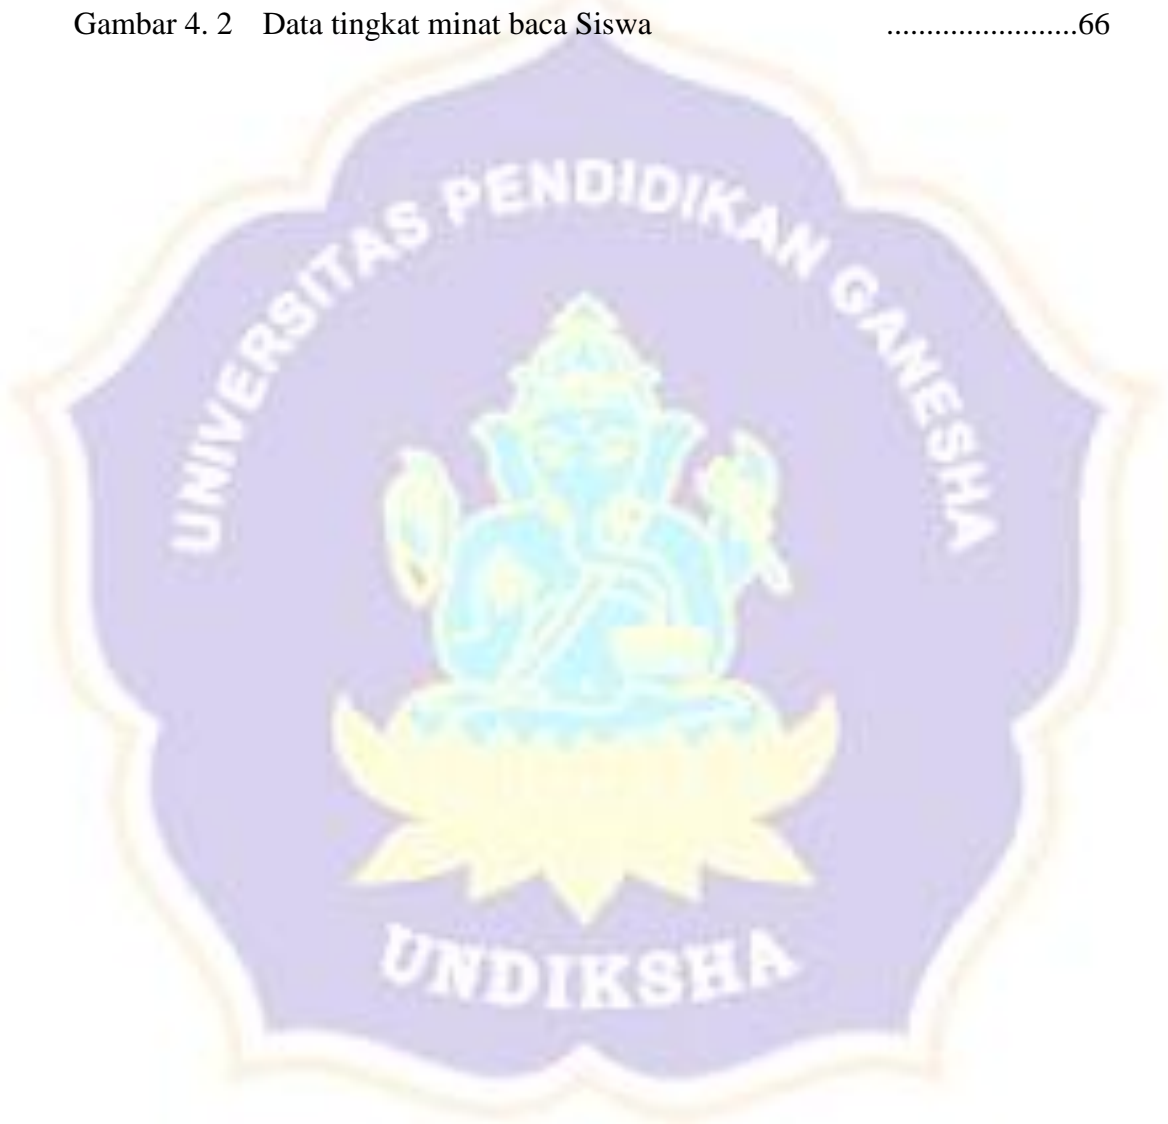 Gambar 4. 2 Data tingkat minat baca Siswa ........................66
UNIVERSITAS PENDIDIKAN GANESHA
UNDIKSHA